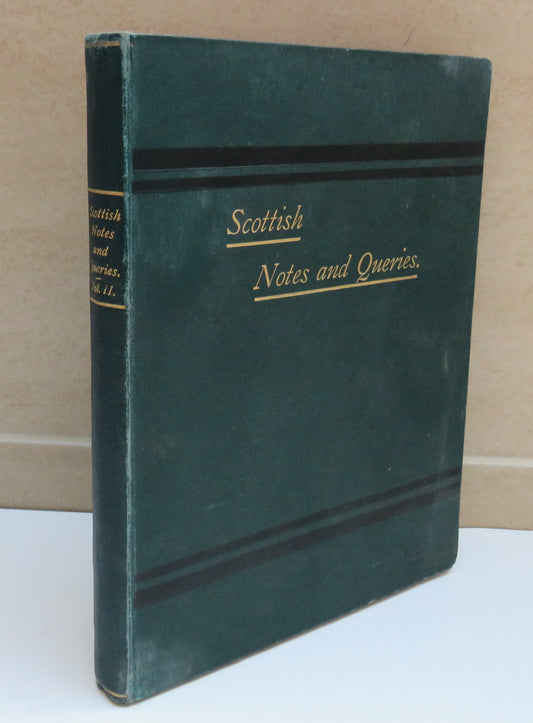 Scottish
Notes
and
Queries.
Vol. II.
Scottish
Notes and Queries.